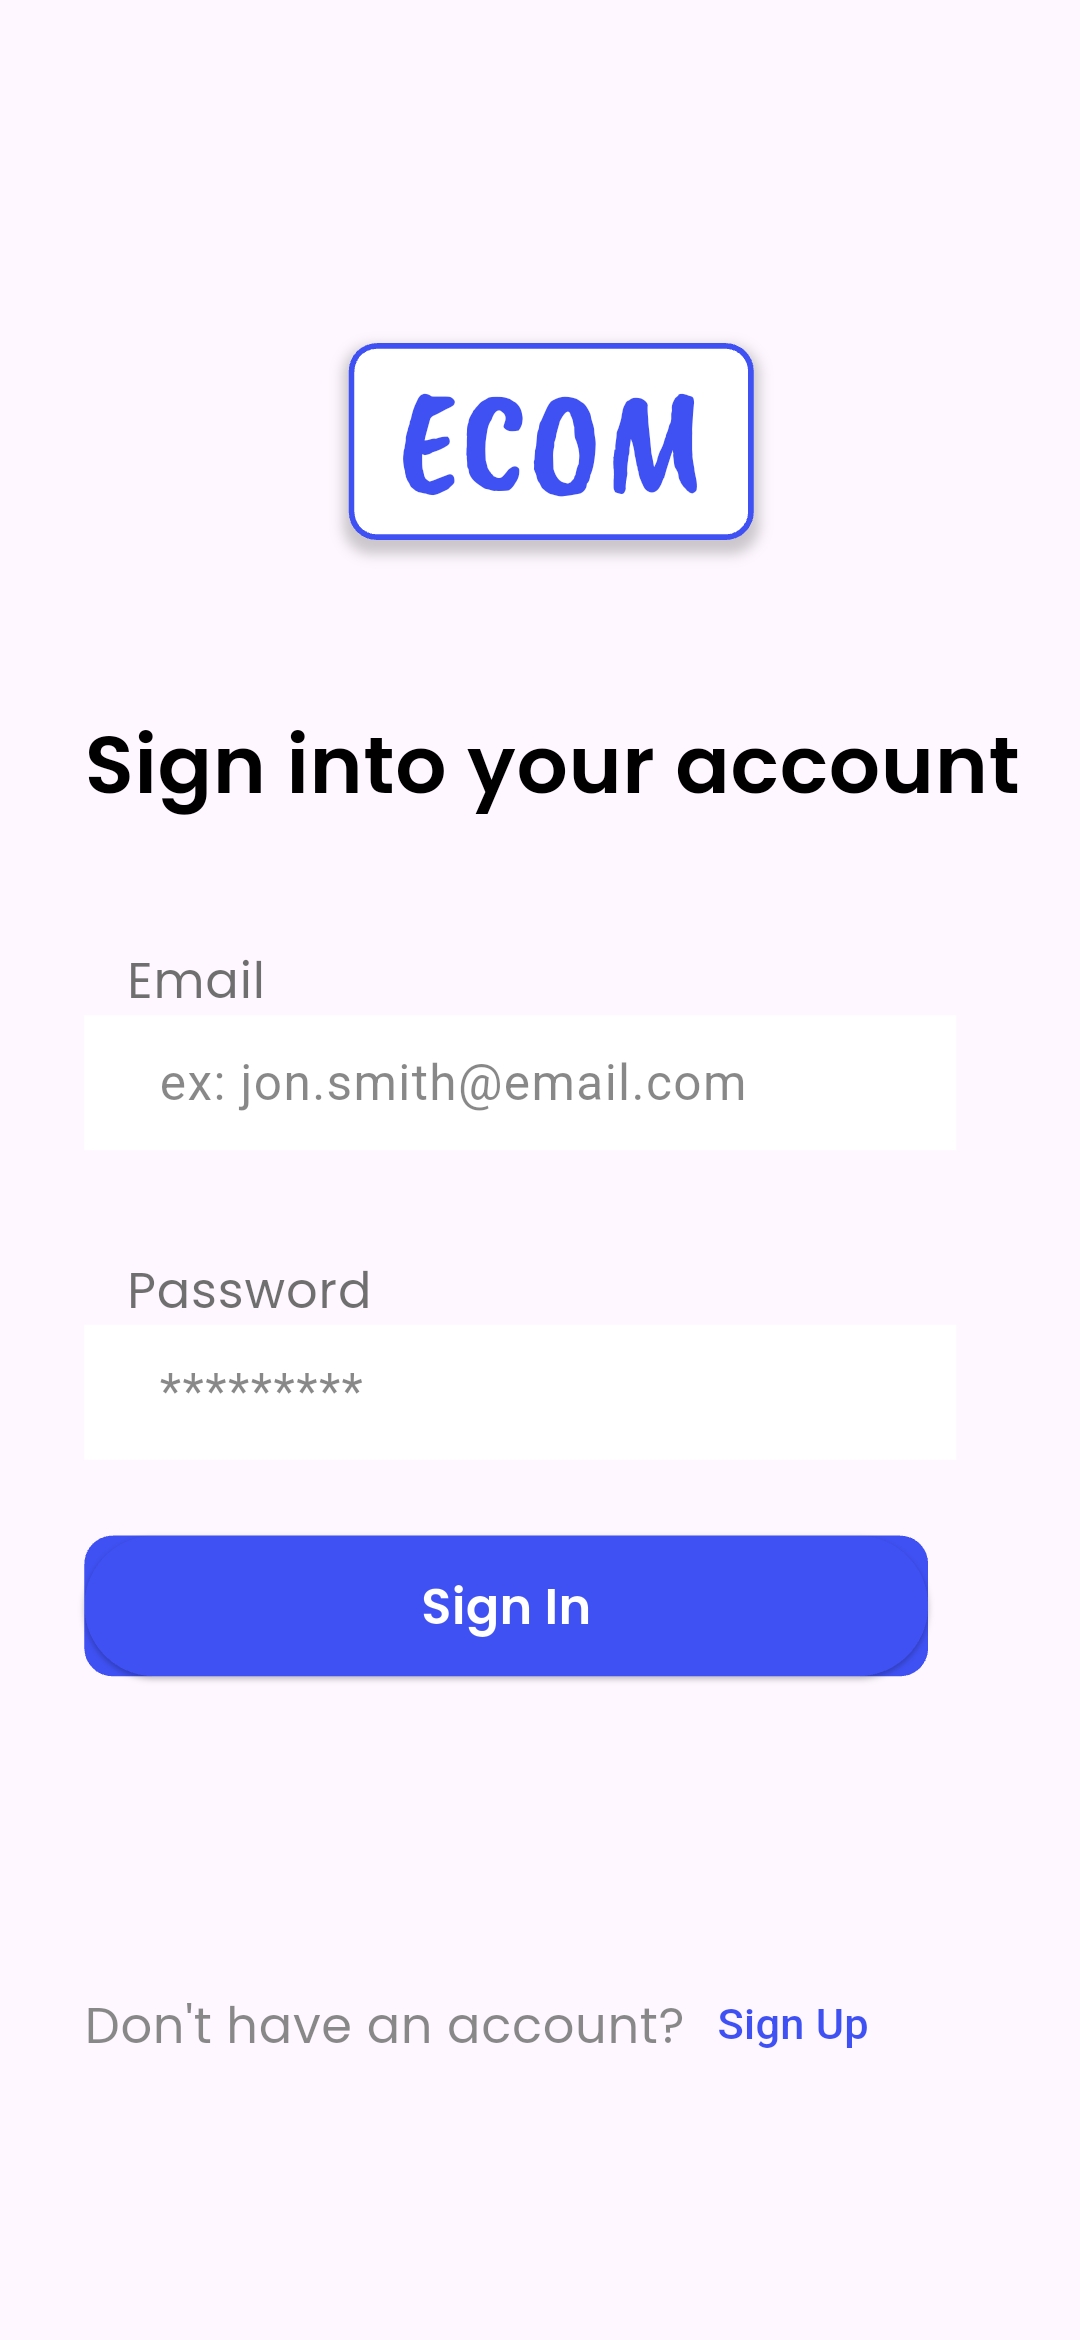 ECOM
Sign into your account
Email
ex: jon.smith@email.com
Password
*********
Sign In
Don't have an account? Sign Up